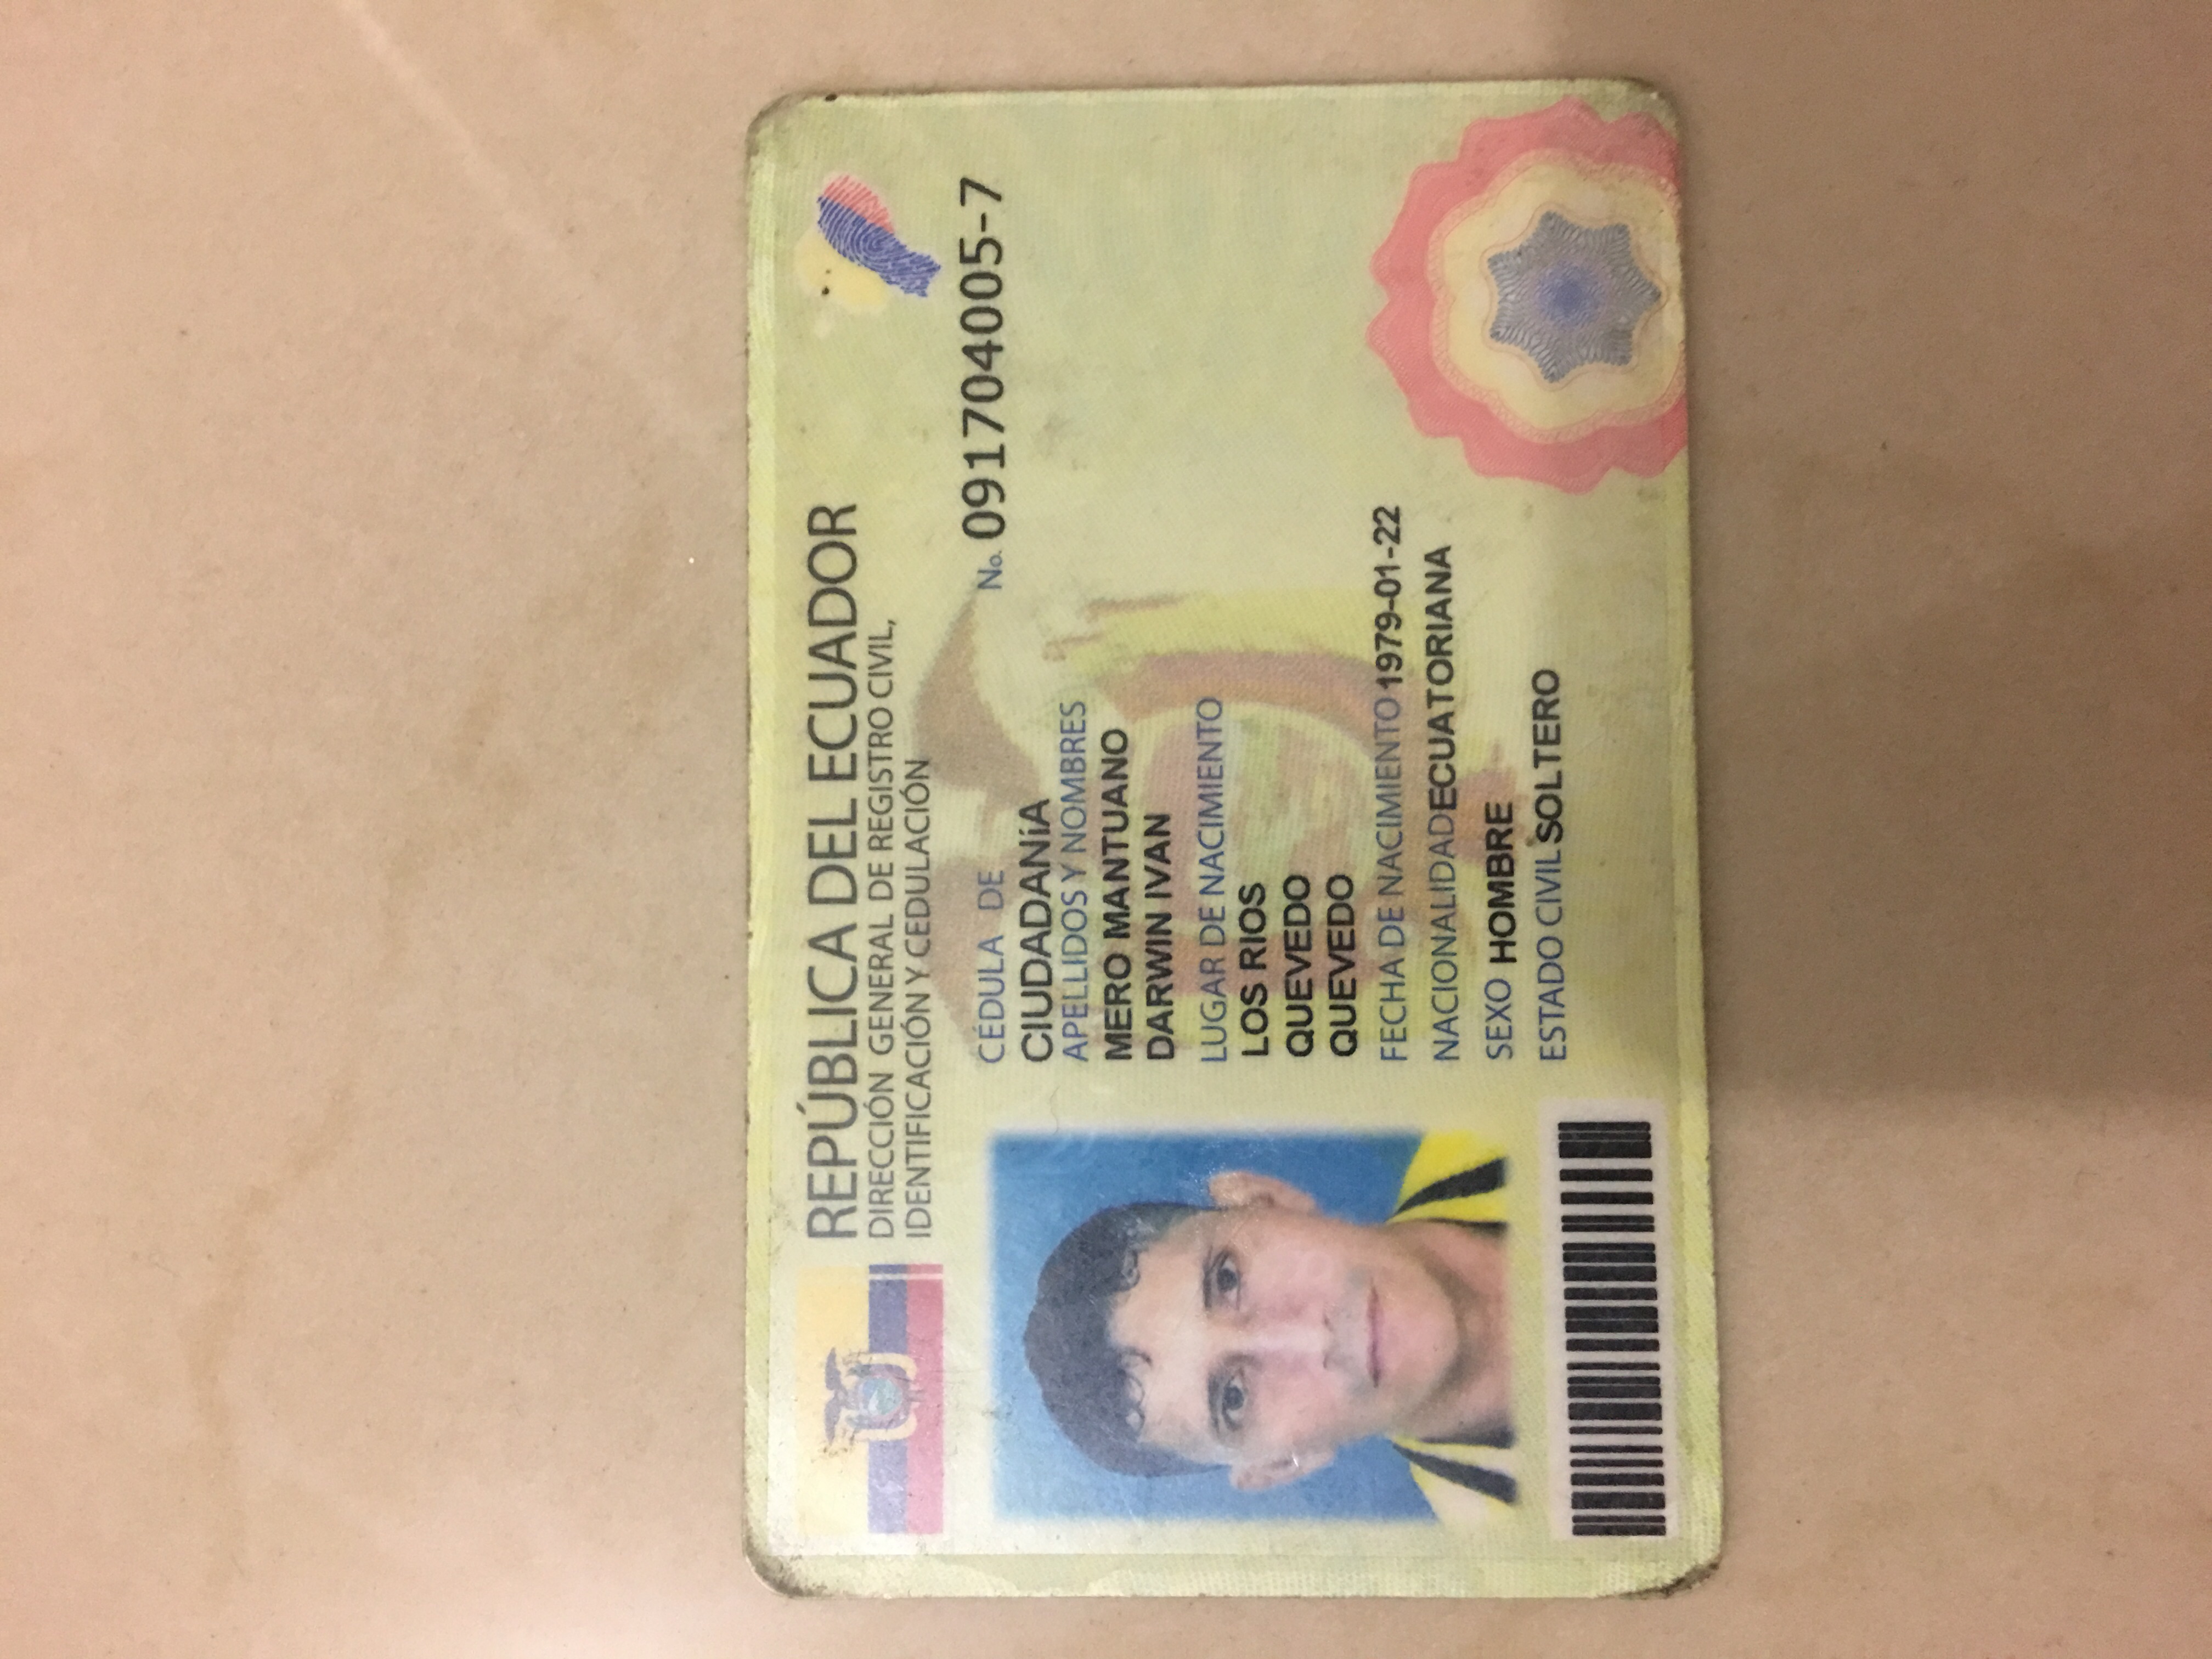 REPÚBLICA DEL ECUADOR
DIRECCIÓN GENERAL DE REGISTRO CIVIL,
IDENTIFICACIÓN Y CEDULACIÓN
CÉDULA DE No. 091704005-7
CIUDADANíA
APELLIDOS Y NOMBRES
MERO MANTUANO
DARWIN IVAN
LUGAR DE NACIMIENTO
LOS RIOS
QUEVEDO
QUEVEDO
FECHA DE NACIMIENTO 1979-01-22
NACIONALIDAD ECUATORIANA
SEXO HOMBRE
ESTADO CIVIL SOLTERO